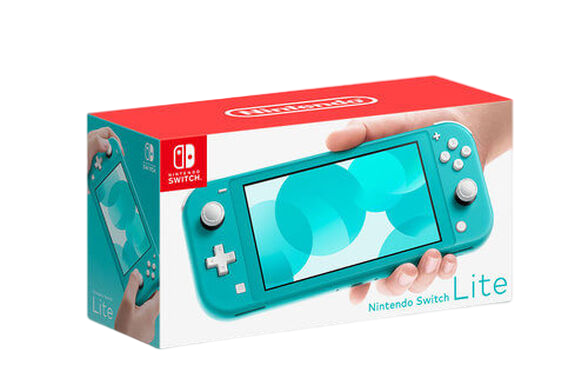 Nintendo
NINTENDO
SWITCH.
Nintendo Switch Lite
Lite